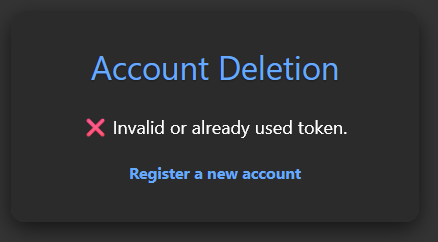 Account Deletion
❌ Invalid or already used token.
Register a new account